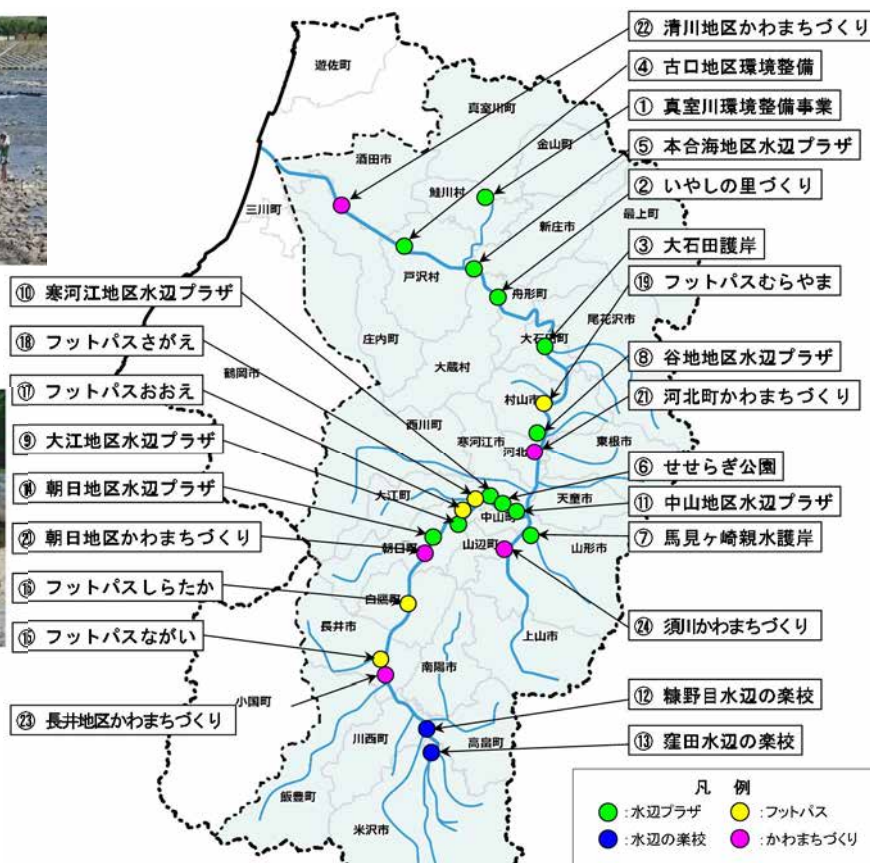 ㉒ 清川地区かわまちづくり
④ 古口地区環境整備
① 真室川環境整備事業
⑤ 本合海地区水辺プラザ
② いやしの里づくり
③ 大石田護岸
⑲ フットパスむらやま
⑧ 谷地地区水辺プラザ
㉑ 河北町かわまちづくり
⑥ せせらぎ公園
⑪ 中山地区水辺プラザ
⑦ 馬見ヶ崎親水護岸
㉔ 須川かわまちづくり
⑫ 糠野目水辺の楽校
⑬ 窪田水辺の楽校
⑩ 寒河江地区水辺プラザ
⑱ フットパスさがえ
⑰ フットパスおおえ
⑨ 大江地区水辺プラザ
⑭ 朝日地区水辺プラザ
⑳ 朝日地区かわまちづくり
⑯ フットパスしらたか
⑮ フットパスながい
㉓ 長井地区かわまちづくり
遊佐町
真室川町
酒田市
金山町
鮭川村
三川町
新庄市
最上町
戸沢村
舟形町
尾花沢市
庄内町
大石田町
大蔵村
鶴岡市
村山市
西川町
寒河江市
東根市
河北
大江町
天童市
中山町
朝日町
山辺町
山形市
白鷹町
長井市
上山市
南陽市
小国町
川西町
高畠町
飯豊町
米沢市
凡 例
:水辺プラザ
:フットパス
:水辺の楽校
:かわまちづくり